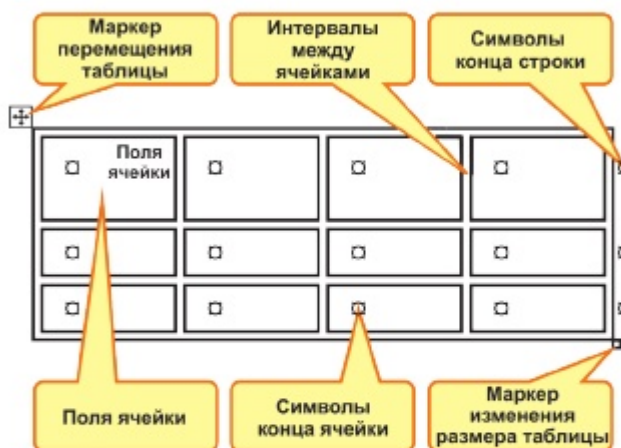 Маркер
перемещения
таблицы
Интервалы
между
ячейками
Символы
конца строки
Поля
ячейки
Поля ячейки
Символы
конца ячейки
Маркер
изменения
размера таблицы